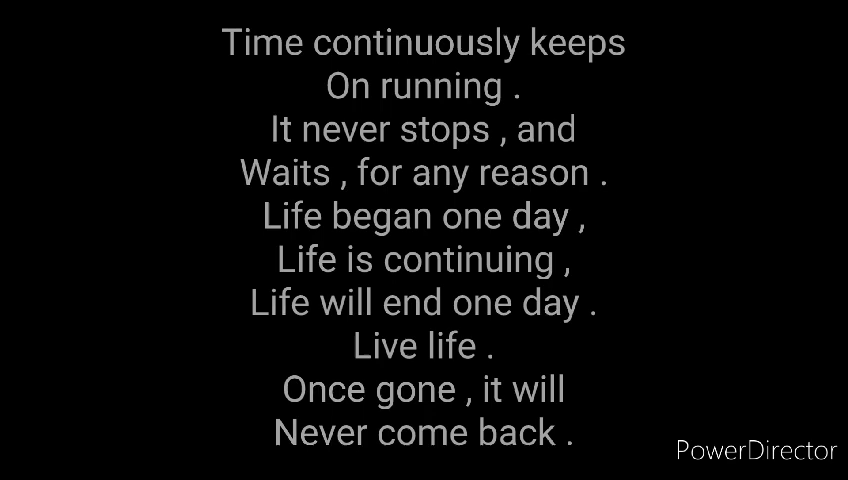 Time continuously keeps
On running .
It never stops , and
Waits , for any reason .
Life began one day ,
Life is continuing ,
Life will end one day .
Live life .
Once gone , it will
Never come back .
PowerDirector